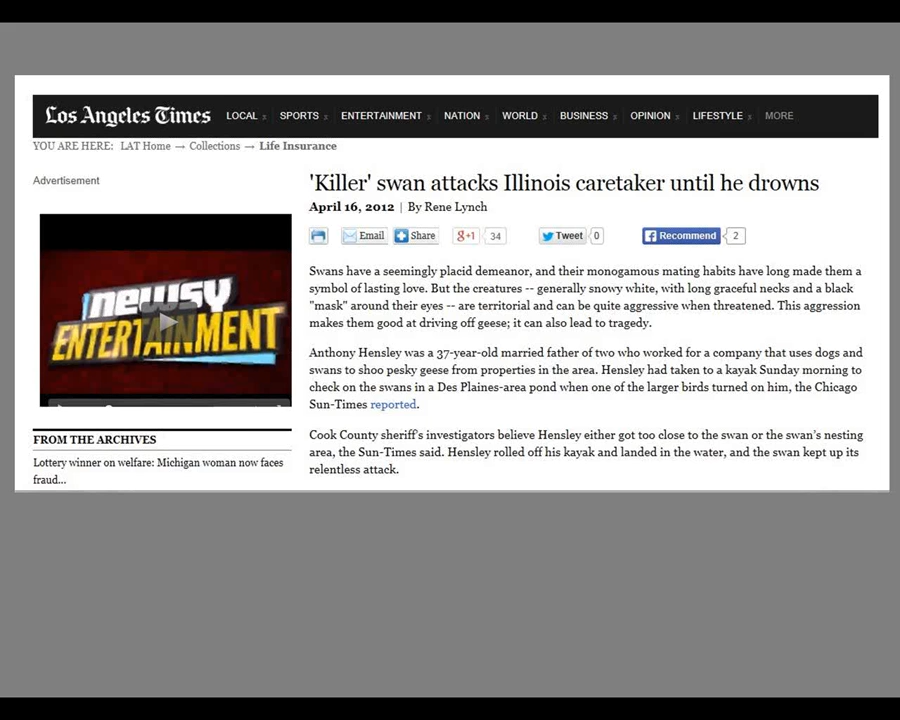 Los Angeles Times LOCAL SPORTS ENTERTAINMENT NATION WORLD BUSINESS OPINION LIFESTYLE MORE
YOU ARE HERE: LAT Home → Collections → Life Insurance
Advertisement
newsy
ENTERTAINMENT
FROM THE ARCHIVES
Lottery winner on welfare: Michigan woman now faces
fraud...
'Killer' swan attacks Illinois caretaker until he drowns
April 16, 2012 | By Rene Lynch
Email Share g+1 34 Tweet 0 Recommend 2
Swans have a seemingly placid demeanor, and their monogamous mating habits have long made them a
symbol of lasting love. But the creatures -- generally snowy white, with long graceful necks and a black
"mask" around their eyes -- are territorial and can be quite aggressive when threatened. This aggression
makes them good at driving off geese; it can also lead to tragedy.
Anthony Hensley was a 37-year-old married father of two who worked for a company that uses dogs and
swans to shoo pesky geese from properties in the area. Hensley had taken to a kayak Sunday morning to
check on the swans in a Des Plaines-area pond when one of the larger birds turned on him, the Chicago
Sun-Times reported.
Cook County sheriff's investigators believe Hensley either got too close to the swan or the swan's nesting
area, the Sun-Times said. Hensley rolled off his kayak and landed in the water, and the swan kept up its
relentless attack.